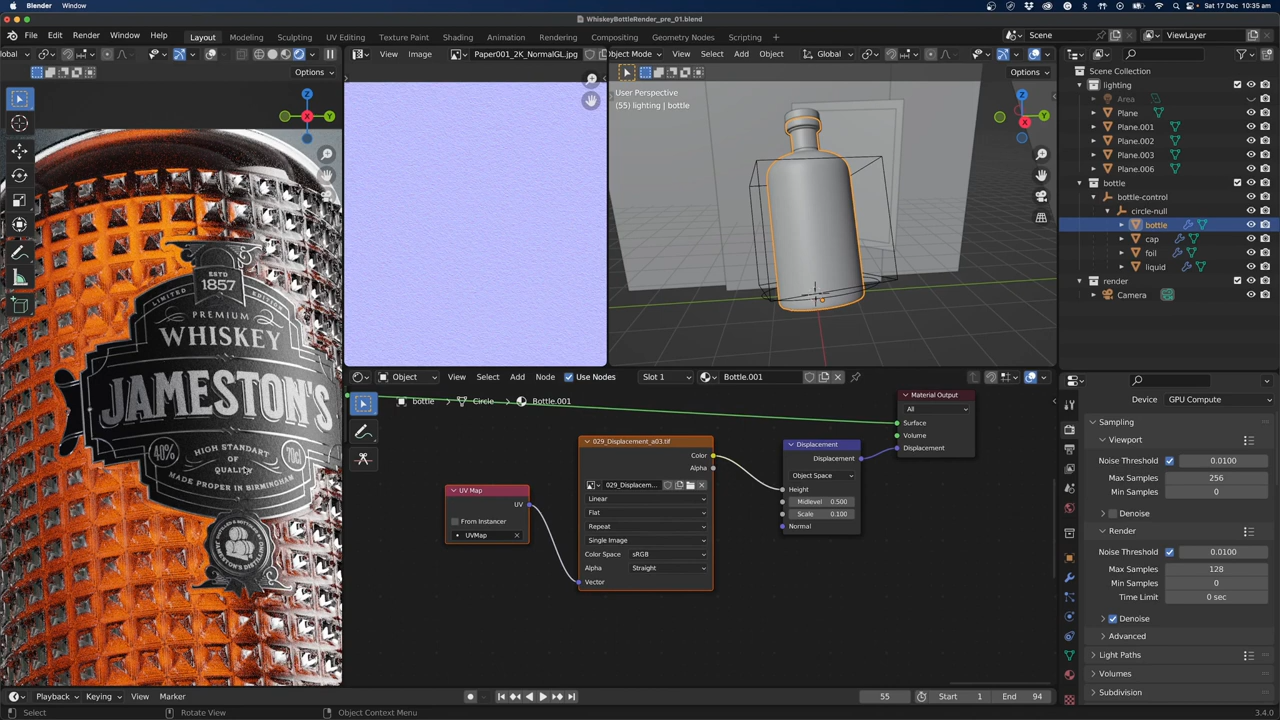 Blender Window Sat 17 Dec 10:35 am
WhiskeyBottleRender_pre_01.blend
File Edit Render Window Help Layout Modeling Sculpting UV Editing Texture Paint Shading Animation Rendering Compositing Geometry Nodes Scripting + Scene ViewLayer
lobal View Image Paper001_2K_NormalGL.jpg bject Mode View Select Add Object Global
Options
Options
User Perspective
(55) lighting | bottle
Z
X
Y
Z
X
Y
ESTD
1857
LIMITED EDITION
PREMIUM
WHISKEY
JAMESTON'S
HIGH STANDART
40% OF 70cl
QUALITY
MADE PROPER IN BIRMINGHAM
Scene Collection
lighting
Area
Plane
Plane.001
Plane.002
Plane.003
Plane.006
bottle
bottle-control
circle-null
bottle
cap
foil
liquid
render
Camera
Object View Select Add Node Use Nodes Slot 1 Bottle.001
bottle Circle Bottle.001
UV Map
UV
From Instancer
UVMap
029_Displacement_a03.tif
Color
Alpha
029_Displacem...
Linear
Flat
Repeat
Single Image
Color Space sRGB
Alpha Straight
Vector
Displacement
Displacement
Object Space
Height
Midlevel 0.500
Scale 0.100
Normal
Material Output
All
Surface
Volume
Displacement
Device GPU Compute
Sampling
Viewport
Noise Threshold 0.0100
Max Samples 256
Min Samples 0
Denoise
Render
Noise Threshold 0.0100
Max Samples 128
Min Samples 0
Time Limit 0 sec
Denoise
Advanced
Light Paths
Volumes
Subdivision
Playback Keying View Marker 55 Start 1 End 94
Select Rotate View Object Context Menu 3.4.0